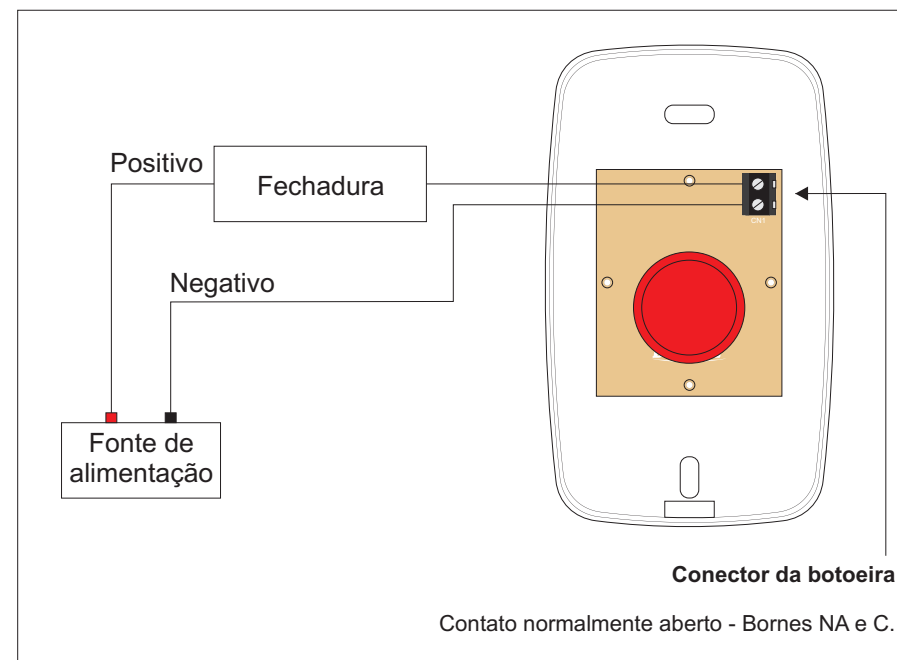 Positivo
Fechadura
CN1
Negativo
Fonte de
alimentação
Conector da botoeira
Contato normalmente aberto - Bornes NA e C.